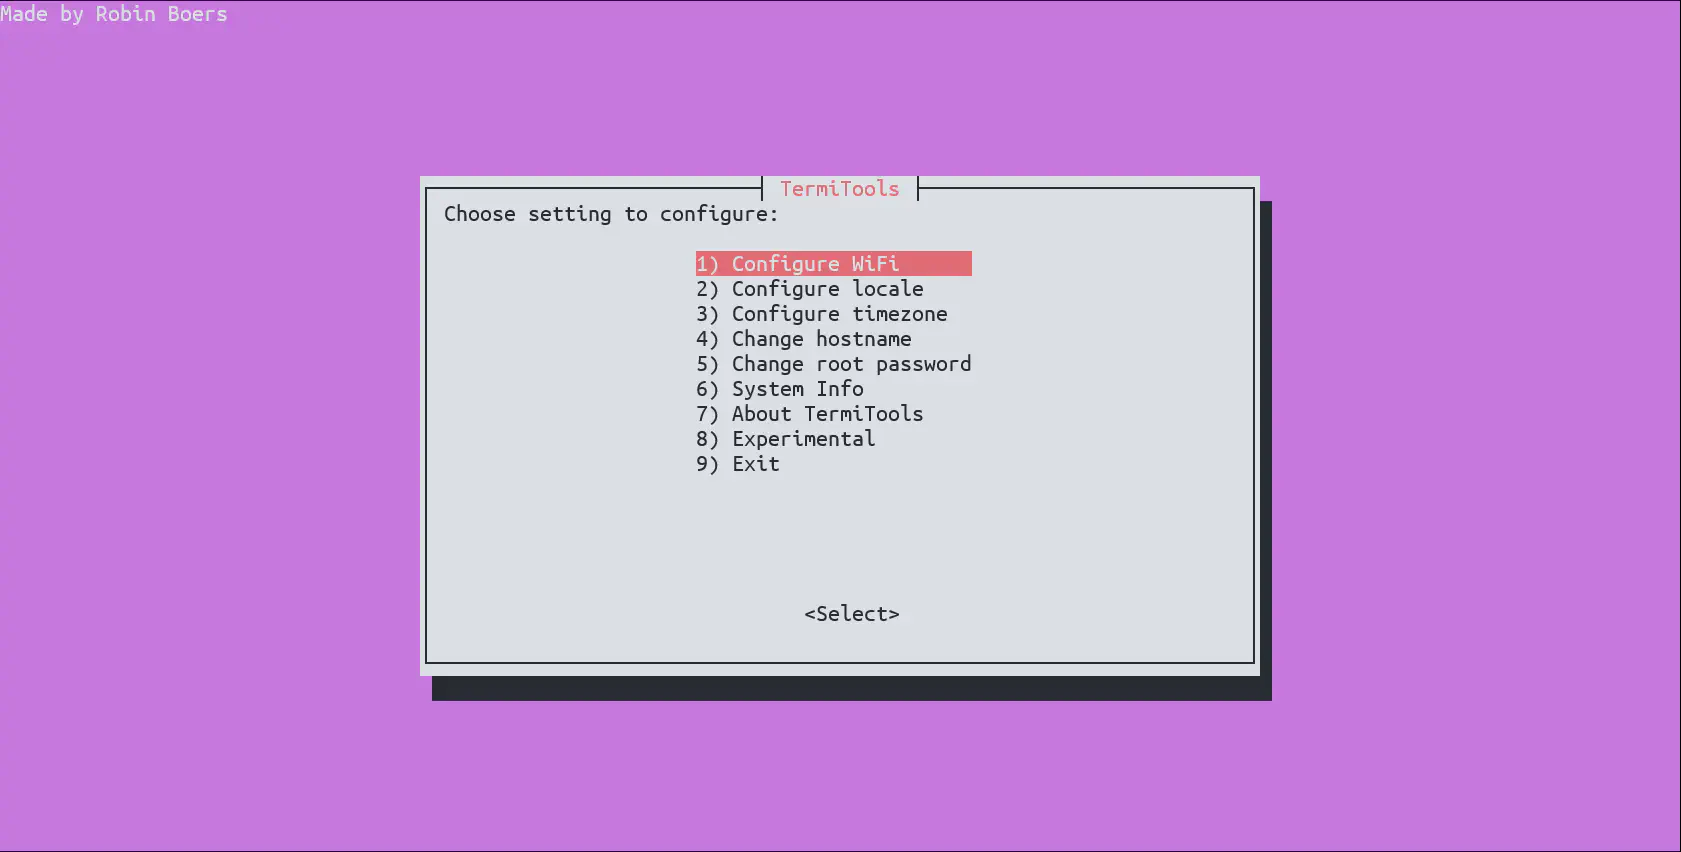 Made by Robin Boers
TermiTools
Choose setting to configure:
1) Configure WiFi
2) Configure locale
3) Configure timezone
4) Change hostname
5) Change root password
6) System Info
7) About TermiTools
8) Experimental
9) Exit
<Select>